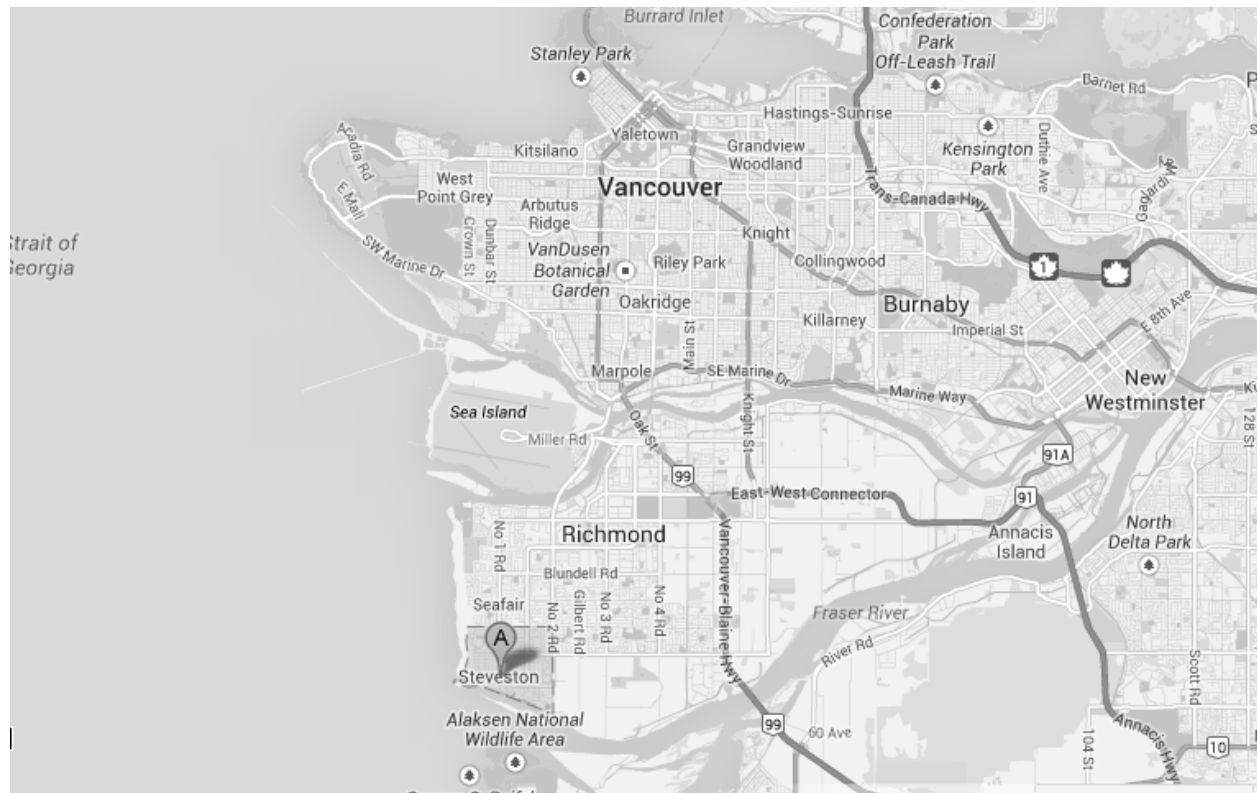 Burrard Inlet
Confederation
Park
Off-Leash Trail
Stanley Park
Barnet Rd
P
Hastings-Sunrise
Yaletown
Acadia Rd
Kitsilano
Grandview
Woodland
Kensington
Park
Duthie Ave
Gaglardi
West
Point Grey
Vancouver
Trans-Canada Hwy
E Mall
Arbutus
Ridge
Dunbar St
Crown St
Knight
Strait of
Georgia
SW Marine Dr
VanDusen
Botanical
Garden
Riley Park
Collingwood
1
Oakridge
Burnaby
E 8th Ave
Killarney
Imperial St
Main St
Marpole
SE Marine Dr
Marine Way
New
Westminster
Sea Island
Miller Rd
Oak St
Knight St
128 St
91A
99
East-West Connector
91
Richmond
Annacis
Island
North
Delta Park
No 1 Rd
Vancouver-Blaine Hwy
Blundell Rd
Seafair
No 2 Rd
Gilbert Rd
No 3 Rd
No 4 Rd
Fraser River
River Rd
A
Steveston
Scott Rd
Alaksen National
Wildlife Area
99
60 Ave
104 St
Annacis Hwy
10